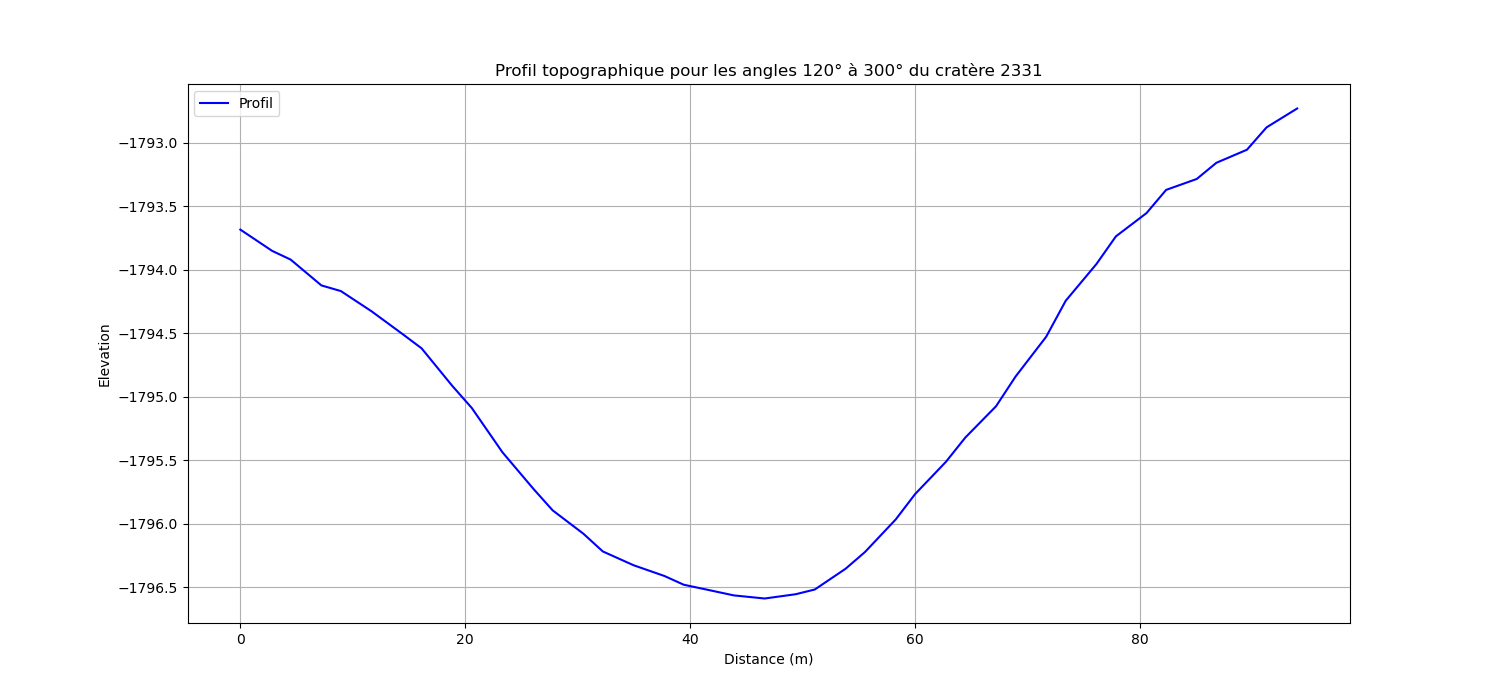 Profil topographique pour les angles 120° à 300° du cratère 2331
Profil
−1793.0
−1793.5
−1794.0
−1794.5
−1795.0
−1795.5
−1796.0
−1796.5
Elevation
0 20 40 60 80
Distance (m)